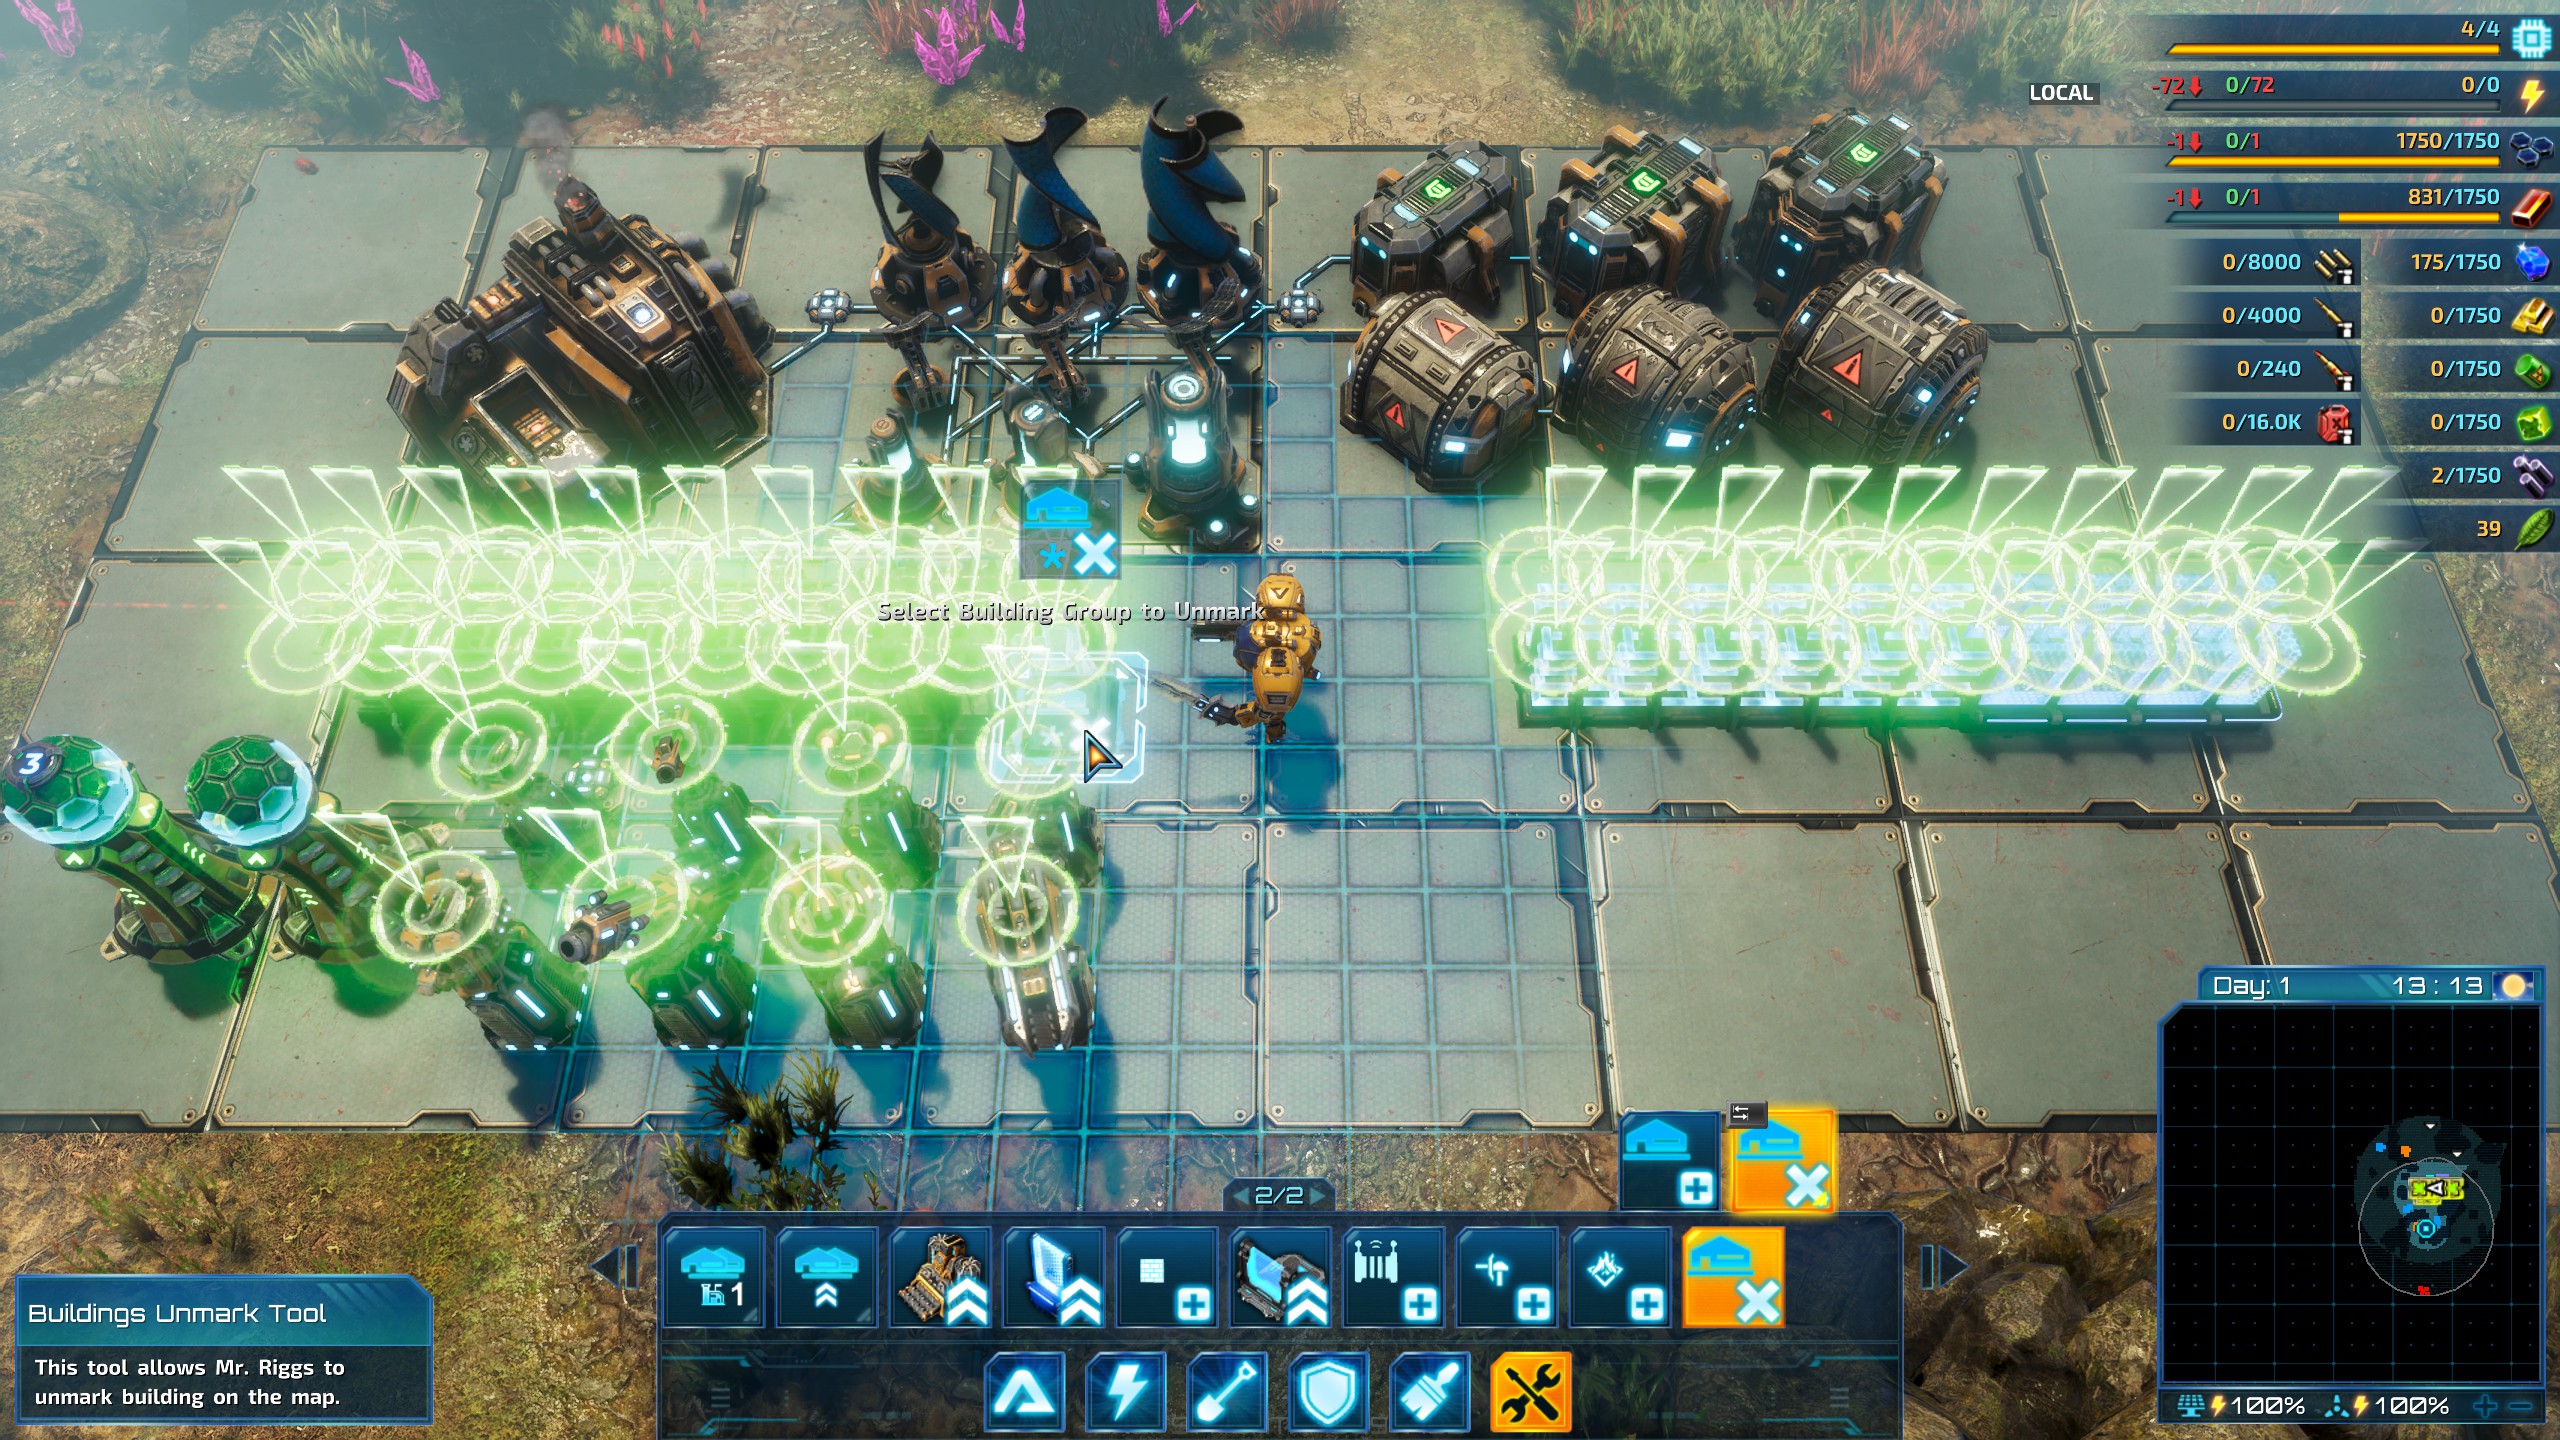 4/4
LOCAL
-72 0/72 0/0
-1 0/1 1750/1750
-1 0/1 831/1750
0/8000 175/1750
0/4000 0/1750
0/240 0/1750
0/16.0K 0/1750
2/1750
39
Select Building Group to Unmark
3
Day: 1 13:13
2/2
1
Buildings Unmark Tool
This tool allows Mr. Riggs to
unmark building on the map.
100% 100%